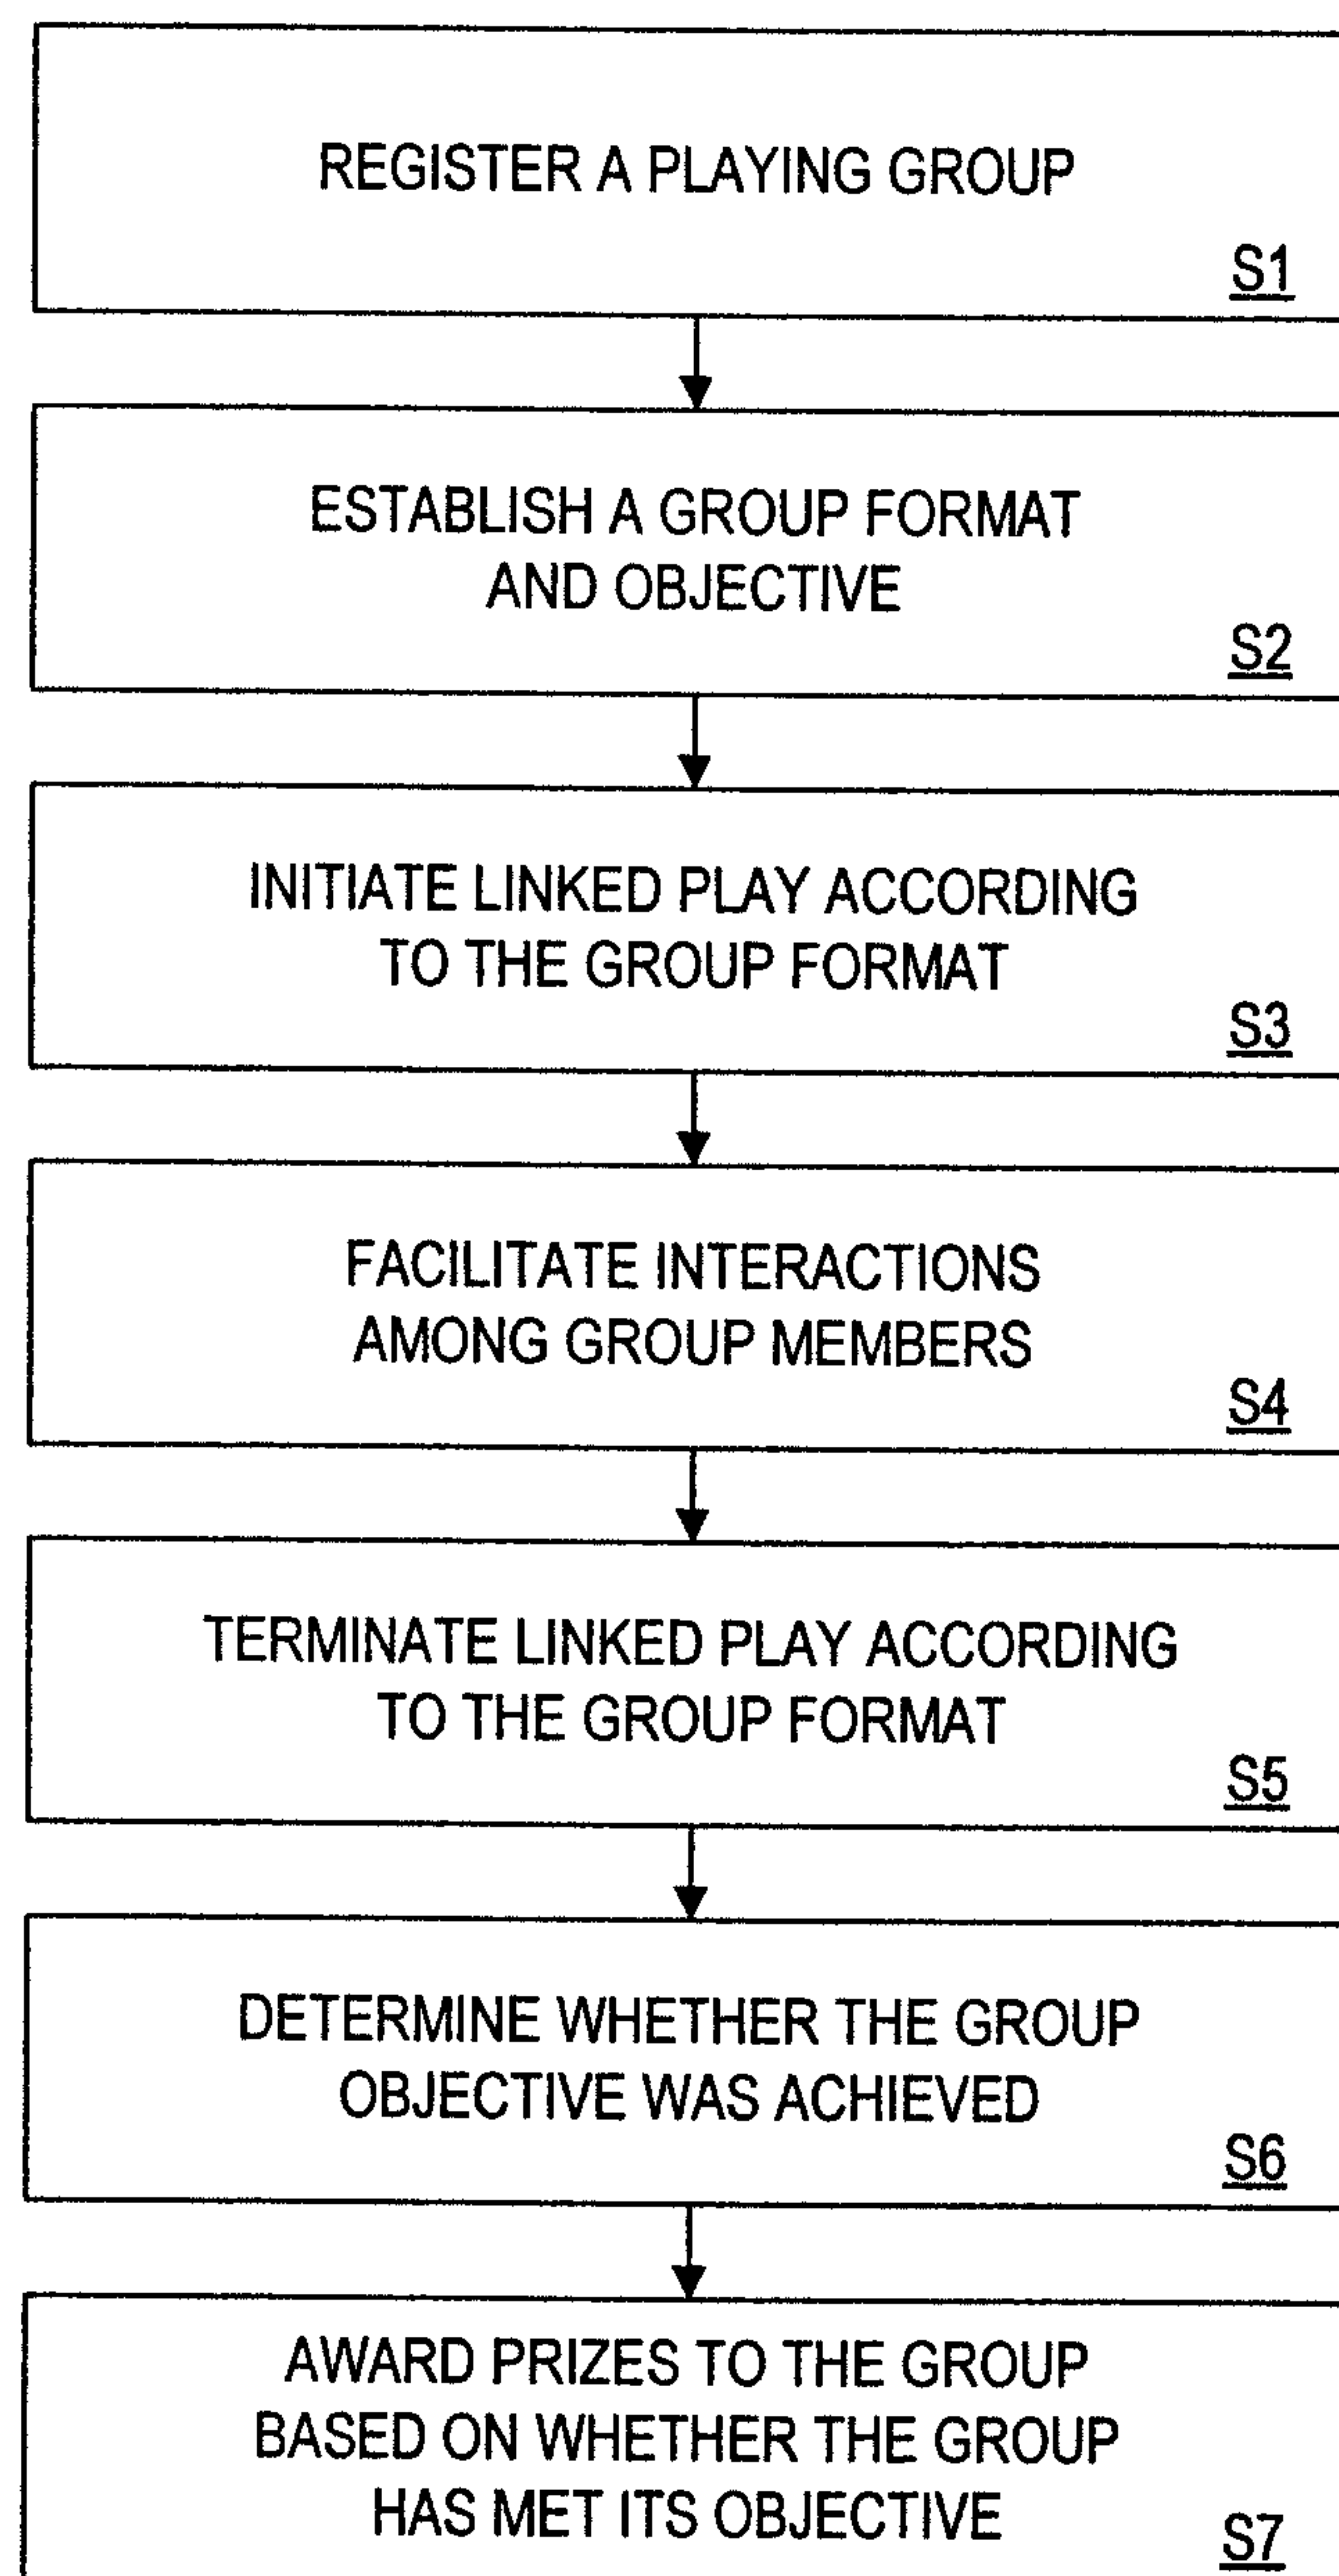 REGISTER A PLAYING GROUP
S1
ESTABLISH A GROUP FORMAT
AND OBJECTIVE
S2
INITIATE LINKED PLAY ACCORDING
TO THE GROUP FORMAT
S3
FACILITATE INTERACTIONS
AMONG GROUP MEMBERS
S4
TERMINATE LINKED PLAY ACCORDING
TO THE GROUP FORMAT
S5
DETERMINE WHETHER THE GROUP
OBJECTIVE WAS ACHIEVED
S6
AWARD PRIZES TO THE GROUP
BASED ON WHETHER THE GROUP
HAS MET ITS OBJECTIVE
S7